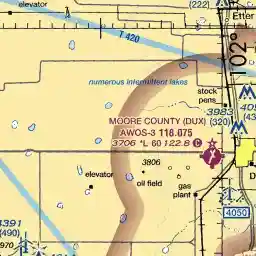 elevator
(222)
Etter
T 420
102°
numerous intermittent lakes
stock
pens
3983
(320)
MOORE COUNTY (DUX)
AWOS-3 118.075
3706 *L 60 122.8 C
3806
elevator
oil field
gas
plant
D
4391
(490)
4050
970